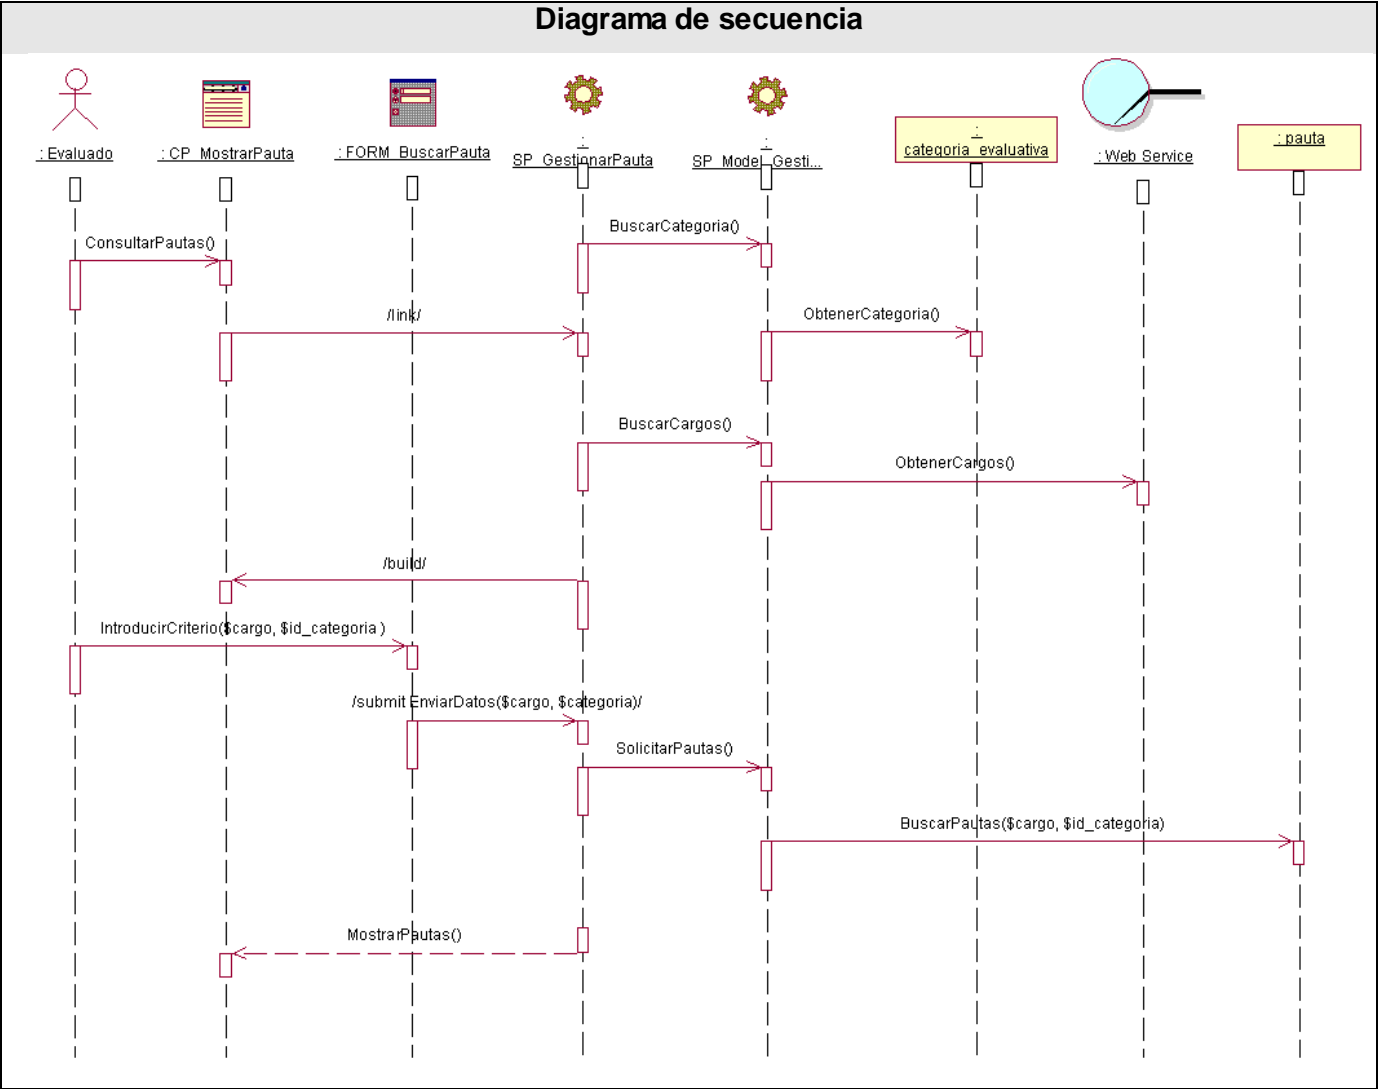 Diagrama de secuencia
: Evaluado
: CP_MostrarPauta
: FORM_BuscarPauta
:
SP_GestionarPauta
:
SP_Model_Gesti...
:
categoria_evaluativa
: Web Service
: pauta
BuscarCategoria()
ConsultarPautas()
/link/
ObtenerCategoria()
BuscarCargos()
ObtenerCargos()
/build/
IntroducirCriterio($cargo, $id_categoria )
/submit EnviarDatos($cargo, $categoria)/
SolicitarPautas()
BuscarPautas($cargo, $id_categoria)
MostrarPautas()